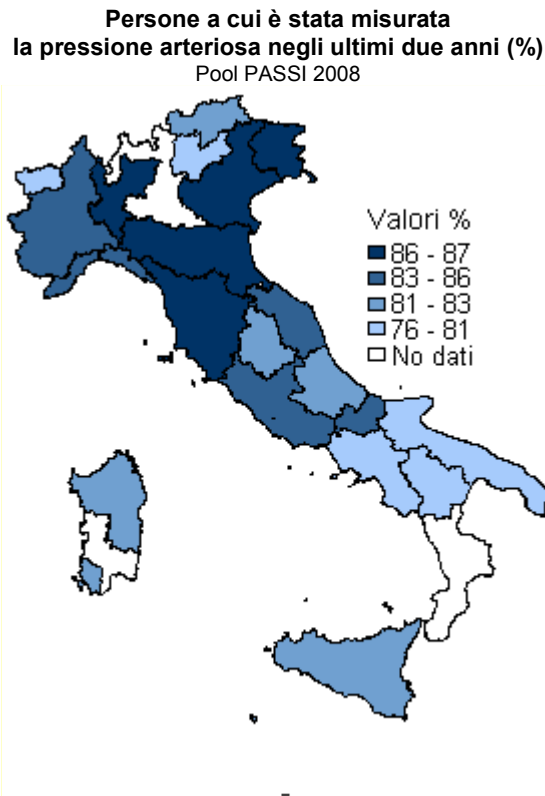 Persone a cui è stata misurata
la pressione arteriosa negli ultimi due anni (%)
Pool PASSI 2008
Valori %
86 - 87
83 - 86
81 - 83
76 - 81
No dati